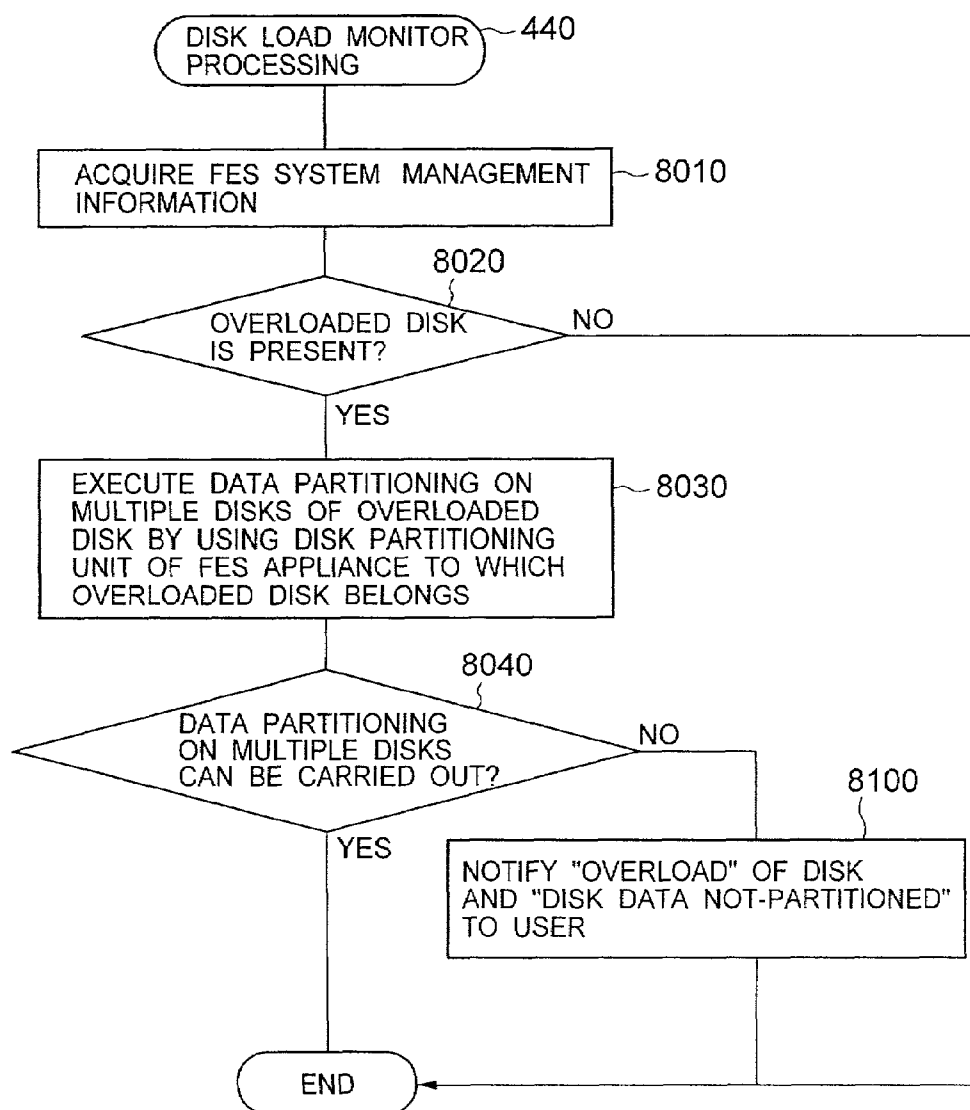 DISK LOAD MONITOR
PROCESSING
440
ACQUIRE FES SYSTEM MANAGEMENT
INFORMATION
8010
8020
OVERLOADED DISK
IS PRESENT?
NO
YES
EXECUTE DATA PARTITIONING ON
MULTIPLE DISKS OF OVERLOADED
DISK BY USING DISK PARTITIONING
UNIT OF FES APPLIANCE TO WHICH
OVERLOADED DISK BELONGS
8030
8040
DATA PARTITIONING
ON MULTIPLE DISKS
CAN BE CARRIED OUT?
NO
YES
8100
NOTIFY "OVERLOAD" OF DISK
AND "DISK DATA NOT-PARTITIONED"
TO USER
END